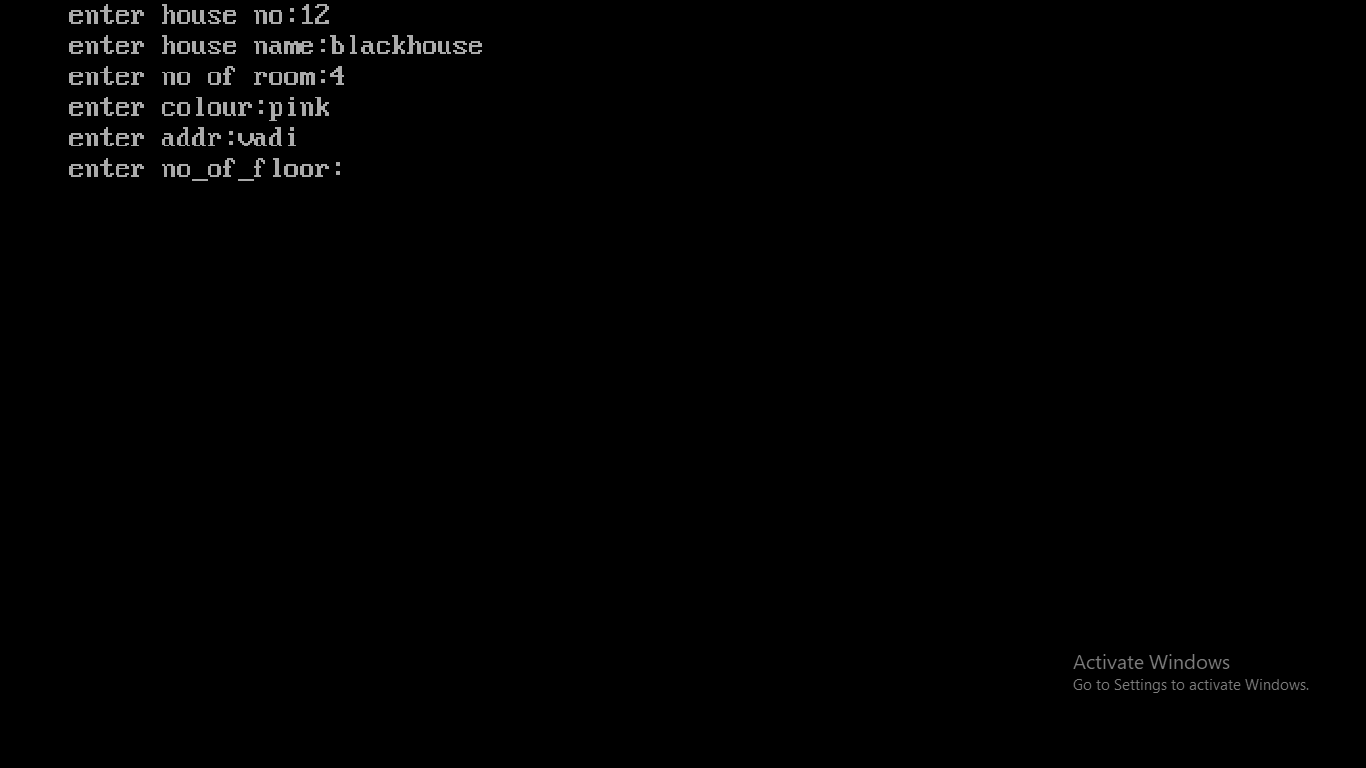 enter house no:12
enter house name:blackhouse
enter no of room:4
enter colour:pink
enter addr:vadi
enter no_of_floor:
Activate Windows
Go to Settings to activate Windows.